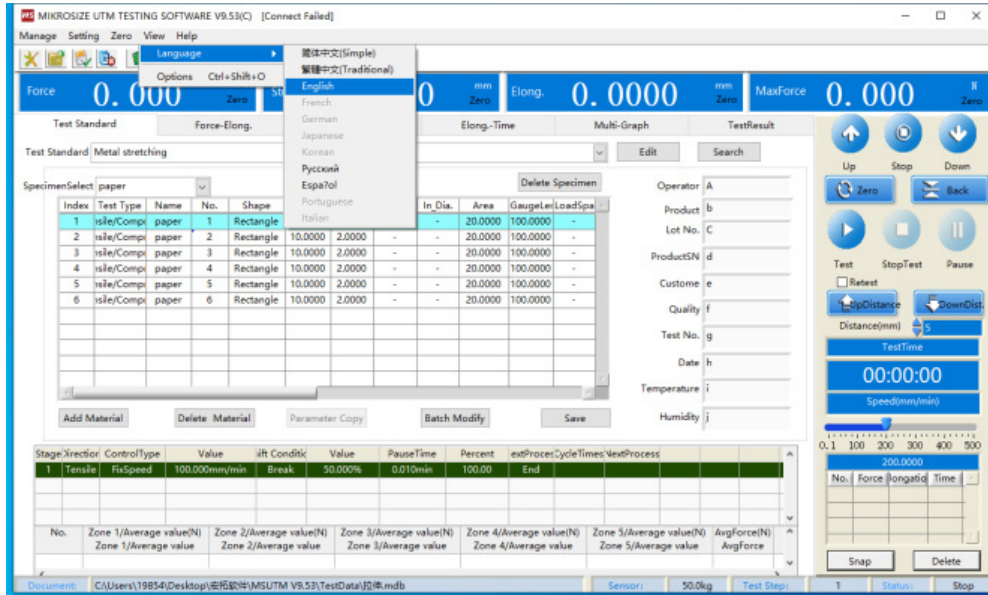 MS MIKROSIZE UTM TESTING SOFTWARE V9.53(C) [Connect Failed]
Manage Setting Zero View Help
Language
Options Ctrl+Shift+O
简体中文(Simple)
繁體中文(Traditional)
English
French
German
Japanese
Korean
Русский
Espa?ol
Portuguese
Italian
Force 0.000 Zero 0 mm Zero Elong. 0.0000 mm Zero MaxForce 0.000 N Zero
Test Standard Force-Elong. Elong.-Time Multi-Graph TestResult
Test Standard Metal stretching Edit Search
SpecimenSelect paper Delete Specimen
Index Test Type Name No. Shape In_Dia. Area GaugeLer LoadSpa
1 nsile/Compr paper 1 Rectangle - 20.0000 100.0000 -
2 nsile/Compr paper 2 Rectangle 10.0000 2.0000 - - 20.0000 100.0000 -
3 nsile/Compr paper 3 Rectangle 10.0000 2.0000 - - 20.0000 100.0000 -
4 nsile/Compr paper 4 Rectangle 10.0000 2.0000 - - 20.0000 100.0000 -
5 nsile/Compr paper 5 Rectangle 10.0000 2.0000 - - 20.0000 100.0000 -
6 nsile/Compr paper 6 Rectangle 10.0000 2.0000 - - 20.0000 100.0000 -
Add Material Delete Material Parameter Copy Batch Modify Save
Operator A
Product b
Lot No. C
ProductSN d
Custome e
Quality f
Test No. g
Date h
Temperature i
Humidity j
Stage Direction ControlType Value ift Conditic Value PauseTime Percent extProces CycleTimes NextProcess
1 Tensile FixSpeed 100.000mm/min Break 50.000% 0.010min 100.00 End
No. Zone 1/Average value(N) Zone 2/Average value(N) Zone 3/Average value(N) Zone 4/Average value(N) Zone 5/Average value(N) AvgForce(N)
Zone 1/Average value Zone 2/Average value Zone 3/Average value Zone 4/Average value Zone 5/Average value AvgForce
Up Stop Down
Zero Back
Test StopTest Pause
Retest
UpDistance DownDist.
Distance(mm) 5
TestTime
00:00:00
Speed(mm/min)
0.1 100 200 300 400 500
200.0000
No. Force longatio Time
Snap Delete
Document: C:\Users\19854\Desktop\宏拓软件\MSUTM V9.53\TestData\拉伸.mdb Sensor: 50.0kg Test Step: 1 Status: Stop